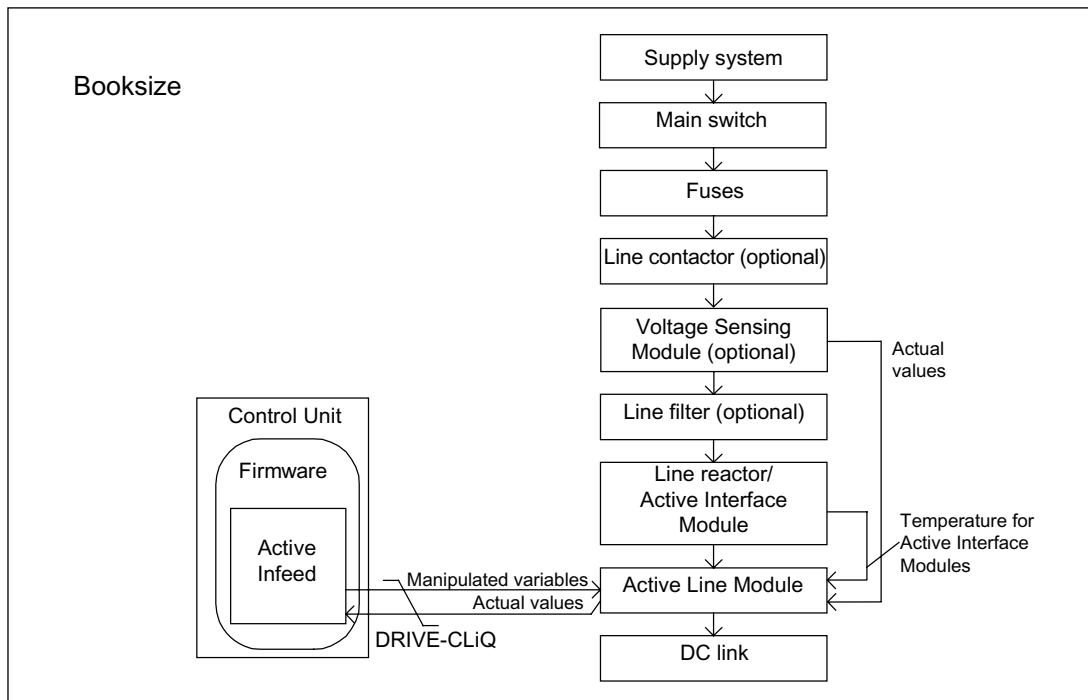 Booksize
Supply system
Main switch
Fuses
Line contactor (optional)
Voltage Sensing
Module (optional)
Actual
values
Line filter (optional)
Control Unit
Firmware
Active
Infeed
Line reactor/
Active Interface
Module
Temperature for
Active Interface
Modules
Manipulated variables
Actual values
DRIVE-CLiQ
Active Line Module
DC link